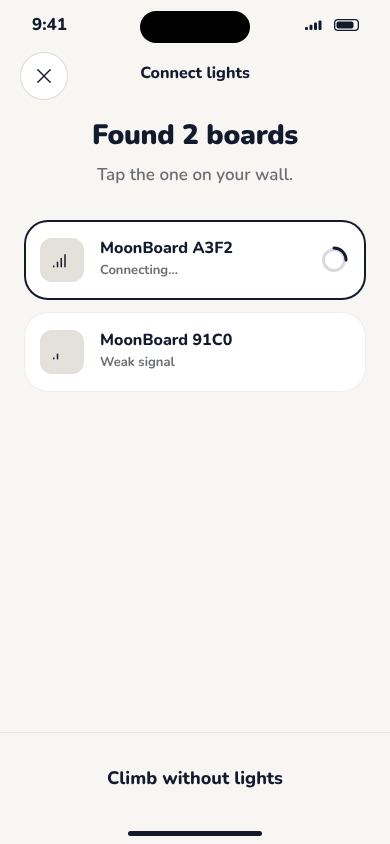 9:41
Connect lights
Found 2 boards
Tap the one on your wall.
MoonBoard A3F2
Connecting...
MoonBoard 91C0
Weak signal
Climb without lights